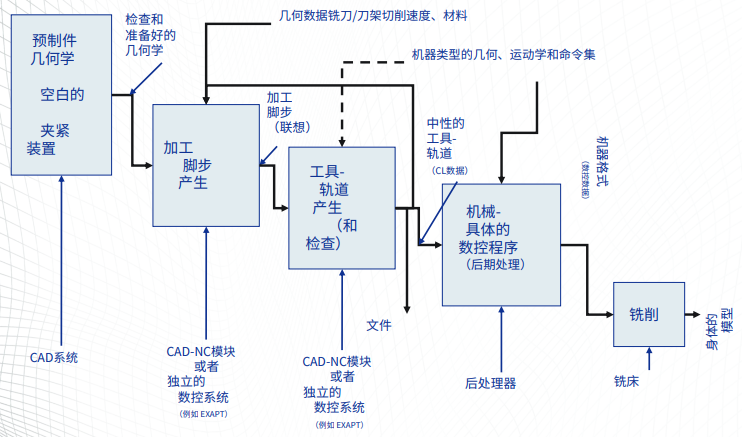 几何数据铣刀/刀架切削速度、材料
检查和
准备好的
几何学
预制件
几何学
空白的
夹紧
装置
机器类型的几何、运动学和命令集
加工
脚步
（联想）
中性的
工具-
轨道
（CL数据）
机器格式
（数控数据）
加工
脚步
产生
工具-
轨道
产生
（和
检查）
机械-
具体的
数控程序
（后期处理）
铣削
身体的
模型
文件
CAD系统
CAD-NC模块
或者
独立的
数控系统
（例如 EXAPT）
CAD-NC模块
或者
独立的
数控系统
（例如 EXAPT）
后处理器
铣床